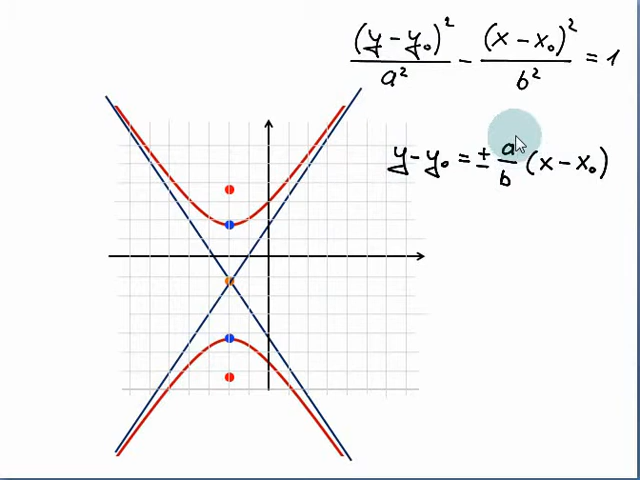 (y - y₀)² / a² - (x - x₀)² / b² = 1
y - y₀ = ± a / b (x - x₀)